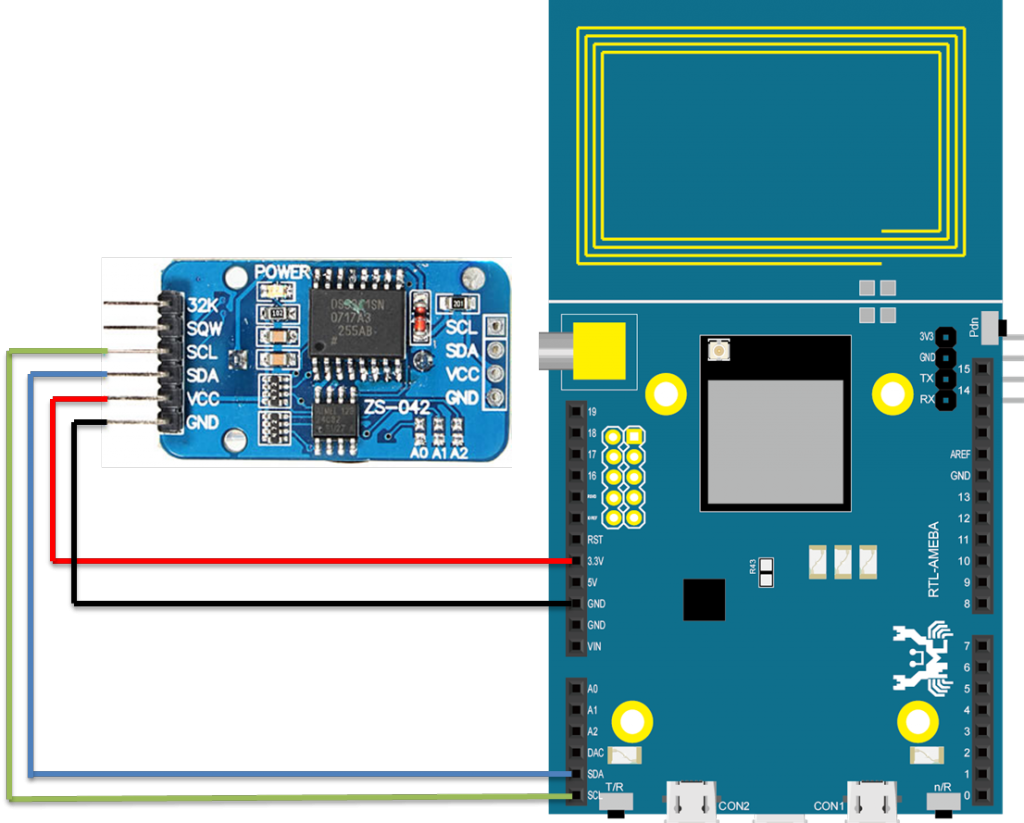 POWER
32K
SQW
SCL
SDA
VCC
GND
102
0717A3
255AB
201
SCL
SDA
VCC
GND
ZS-042
A0 A1 A2
Pdn
3V3
GND
TX
RX
15
14
AREF
GND
13
12
11
10
9
8
7
6
5
4
3
2
1
0
19
18
17
16
RST
3.3V
5V
GND
GND
VIN
A0
A1
A2
DAC
SDA
SCL
R43
RTL-AMEBA
T/R
CON2
CON1
n/R